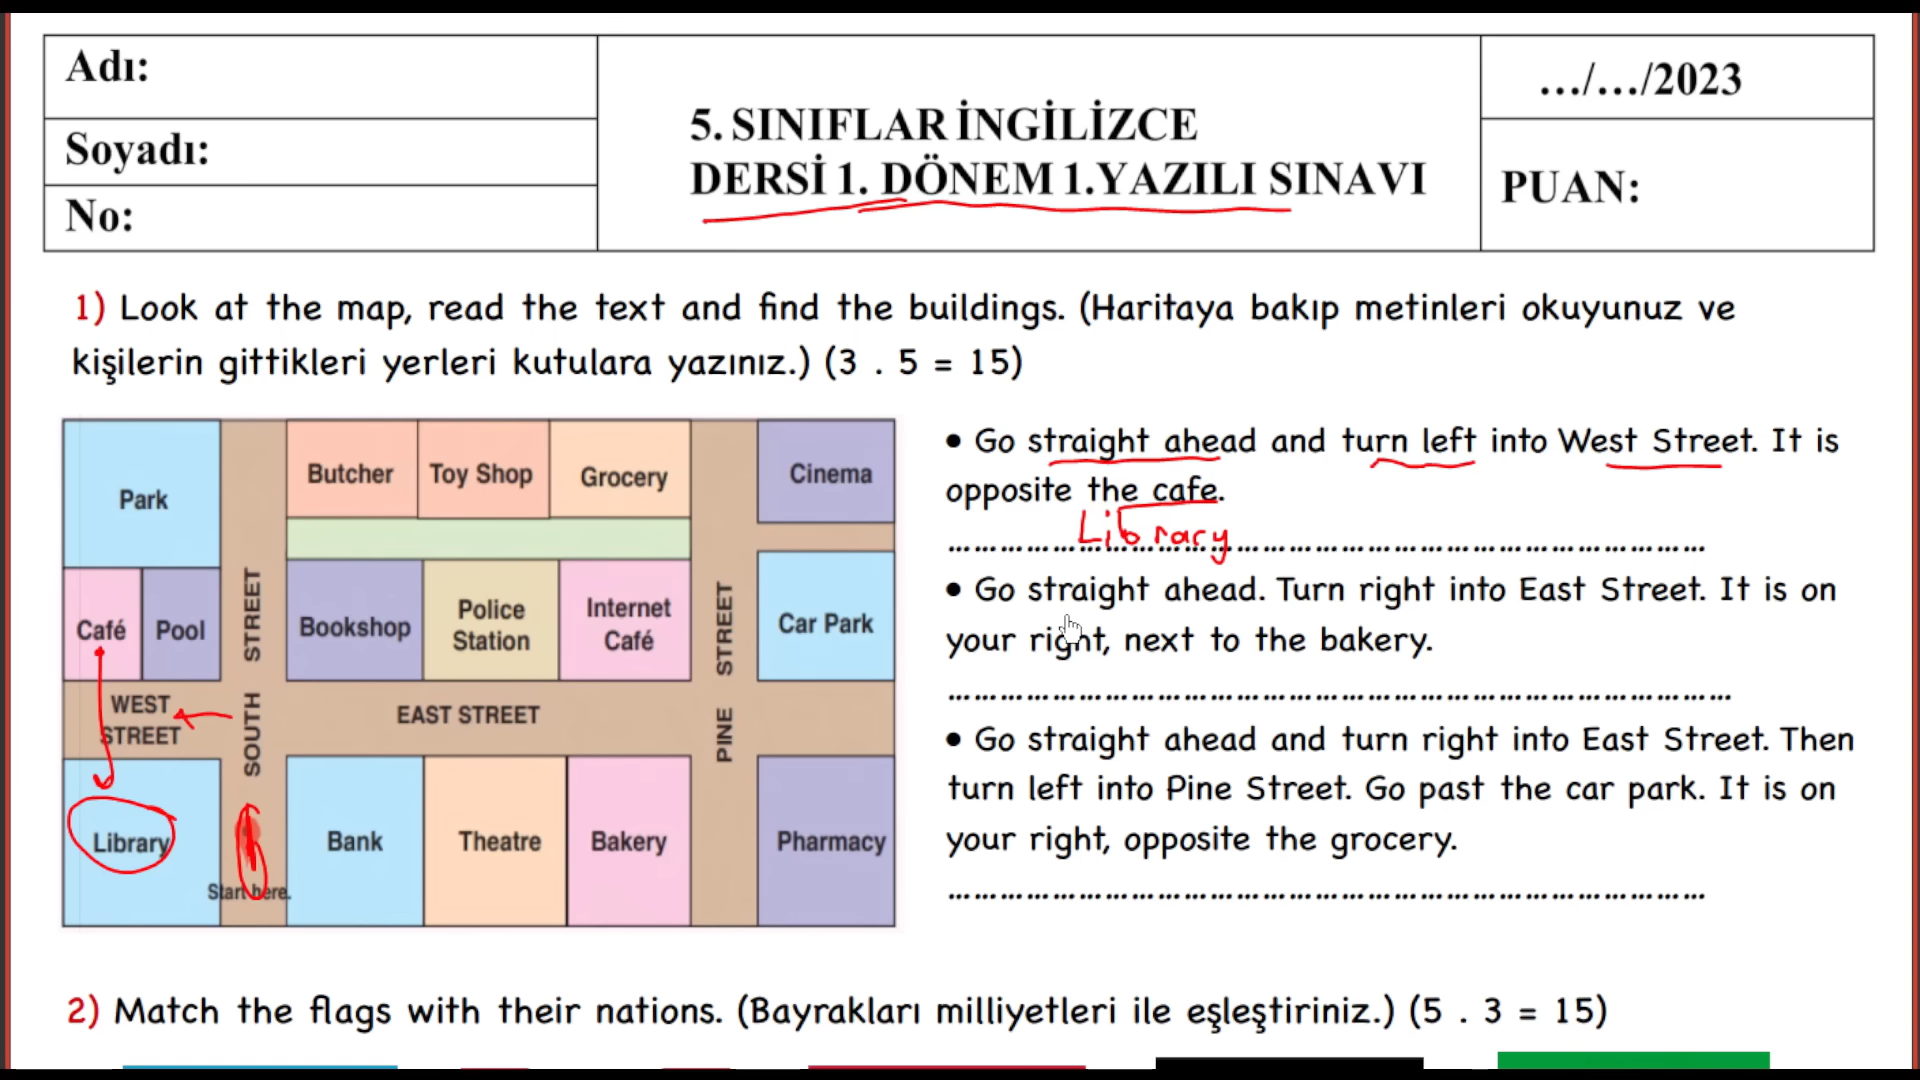 Adı:
Soyadı:
No:
5. SINIFLAR İNGİLİZCE
DERSİ 1. DÖNEM 1.YAZILI SINAVI
.../.../2023
PUAN:
1) Look at the map, read the text and find the buildings. (Haritaya bakıp metinleri okuyunuz ve
kişilerin gittikleri yerleri kutulara yazınız.) (3 . 5 = 15)
Park
Butcher
Toy Shop
Grocery
Cinema
Café
Pool
Bookshop
Police
Station
Internet
Café
Car Park
SOUTH STREET
PINE STREET
WEST
STREET
EAST STREET
Library
Start here.
Bank
Theatre
Bakery
Pharmacy
• Go straight ahead and turn left into West Street. It is
opposite the cafe.
Library
• Go straight ahead. Turn right into East Street. It is on
your right, next to the bakery.
• Go straight ahead and turn right into East Street. Then
turn left into Pine Street. Go past the car park. It is on
your right, opposite the grocery.
2) Match the flags with their nations. (Bayrakları milliyetleri ile eşleştiriniz.) (5 . 3 = 15)